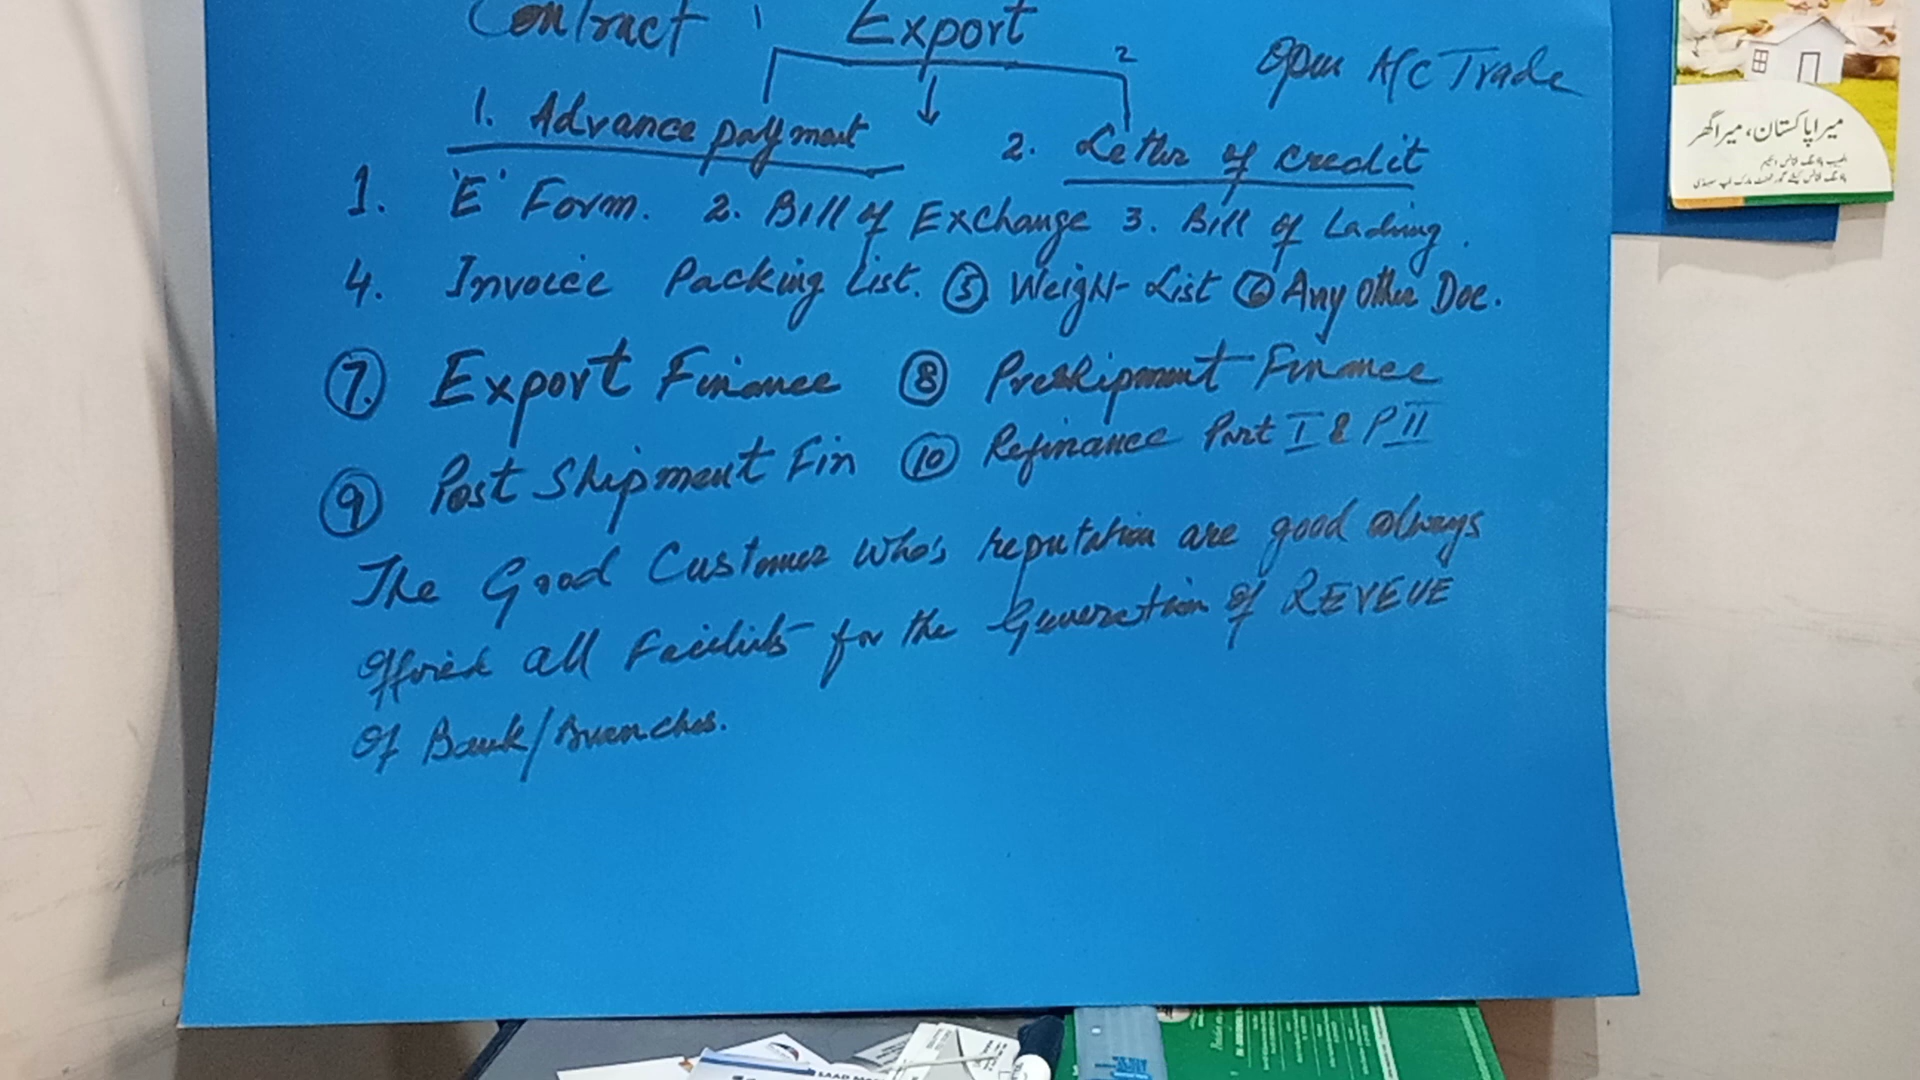 Contract 1 Export
2
Open A/C Trade
1. Advance payment
2. Letter of credit
1. 'E' Form. 2. Bill of Exchange 3. Bill of Lading.
4. Invoice Packing List. 5 Weight List 6 Any other Doc.
7. Export Finance 8 Preshipment Finance
9 Post Shipment Fin 10 Refinance Part I & P II
The Good Customer who's reputation are good always
offered all Facilits for the Generation of REVEUE
of Bank/Branches.
میرا پاکستان، میرا گھر